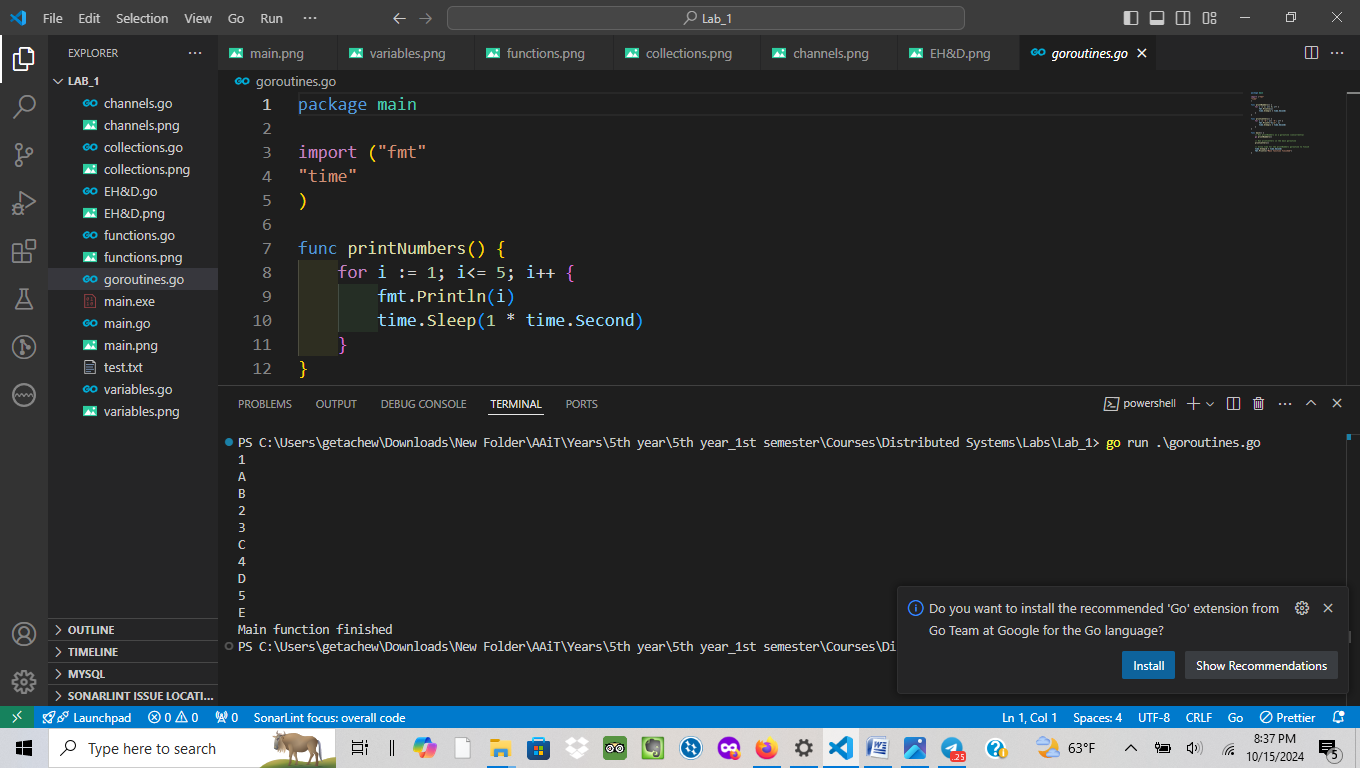 File Edit Selection View Go Run ···
Lab_1
EXPLORER
main.png
variables.png
functions.png
collections.png
channels.png
EH&D.png
goroutines.go
LAB_1
channels.go
channels.png
collections.go
collections.png
EH&D.go
EH&D.png
functions.go
functions.png
goroutines.go
main.exe
main.go
main.png
test.txt
variables.go
variables.png
OUTLINE
TIMELINE
MYSQL
SONARLINT ISSUE LOCATI...
goroutines.go
1 package main
2
3 import ("fmt"
4 "time"
5 )
6
7 func printNumbers() {
8 for i := 1; i<= 5; i++ {
9 fmt.Println(i)
10 time.Sleep(1 * time.Second)
11 }
12 }
PROBLEMS OUTPUT DEBUG CONSOLE TERMINAL PORTS
powershell
PS C:\Users\getachew\Downloads\New Folder\AAiT\Years\5th year\5th year_1st semester\Courses\Distributed Systems\Labs\Lab_1> go run .\goroutines.go
1
A
B
2
3
C
4
D
5
E
Main function finished
PS C:\Users\getachew\Downloads\New Folder\AAiT\Years\5th year\5th year_1st semester\Courses\Di
Do you want to install the recommended 'Go' extension from
Go Team at Google for the Go language?
Install Show Recommendations
Launchpad 0 0 0 SonarLint focus: overall code
Ln 1, Col 1 Spaces: 4 UTF-8 CRLF Go Prettier
Type here to search
.25
63°F
8:37 PM
10/15/2024
5